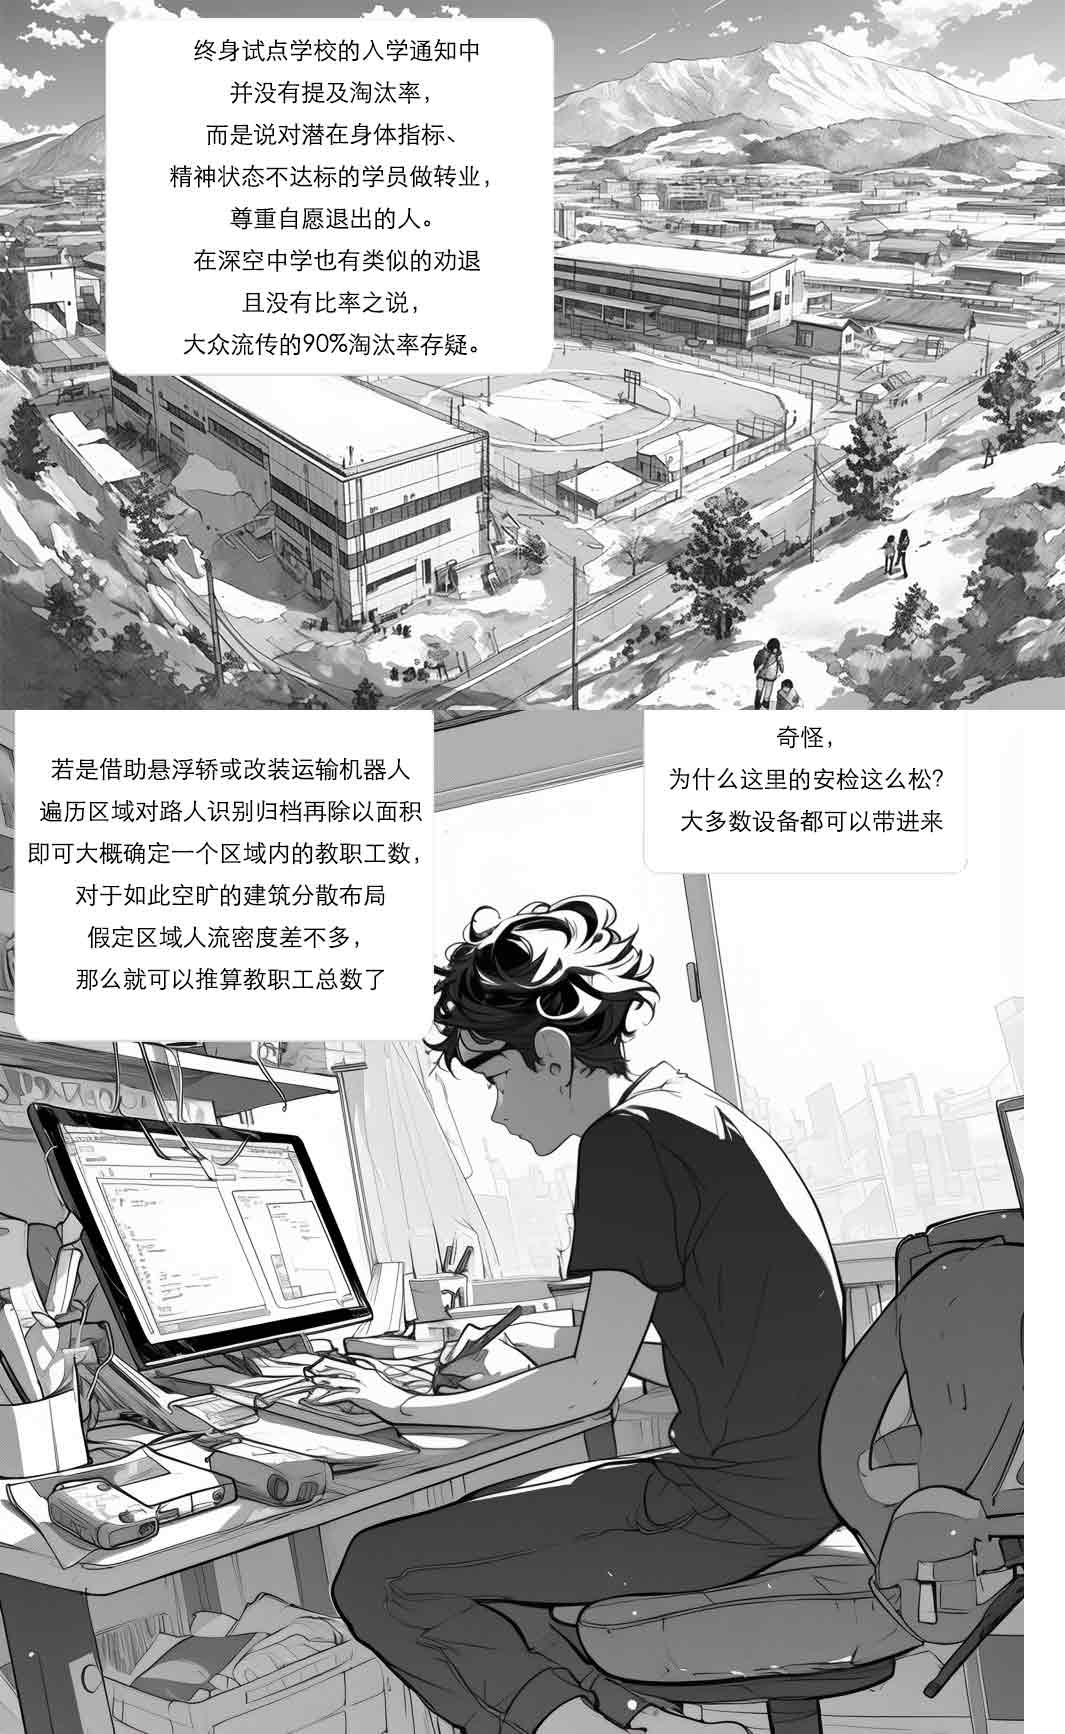 终身试点学校的入学通知中
并没有提及淘汰率，
而是说对潜在身体指标、
精神状态不达标的学员做转业，
尊重自愿退出的人。
在深空中学也有类似的劝退
且没有比率之说，
大众流传的90%淘汰率存疑。
若是借助悬浮轿或改装运输机器人
遍历区域对路人识别归档再除以面积
即可大概确定一个区域内的教职工数，
对于如此空旷的建筑分散布局
假定区域人流密度差不多，
那么就可以推算教职工总数了
奇怪，
为什么这里的安检这么松？
大多数设备都可以带进来